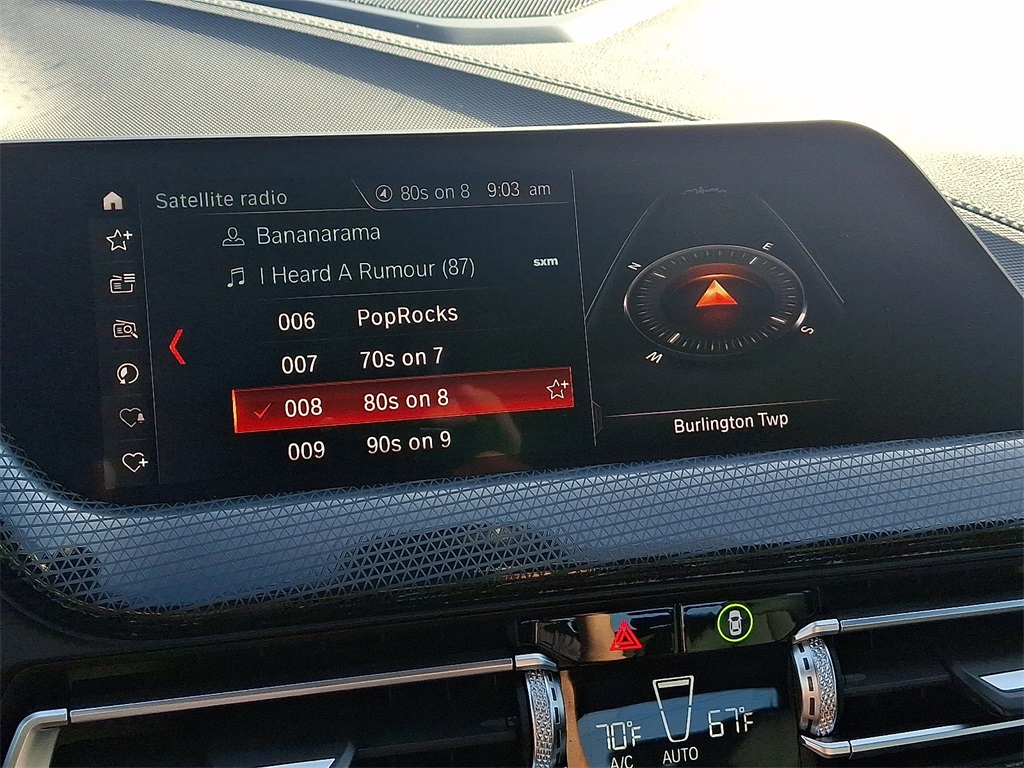 Satellite radio
80s on 8 9:03 am
Bananarama
I Heard A Rumour (87)
sxm
006 PopRocks
007 70s on 7
008 80s on 8
009 90s on 9
N E
W S
Burlington Twp
70°F 67°F
A/C AUTO